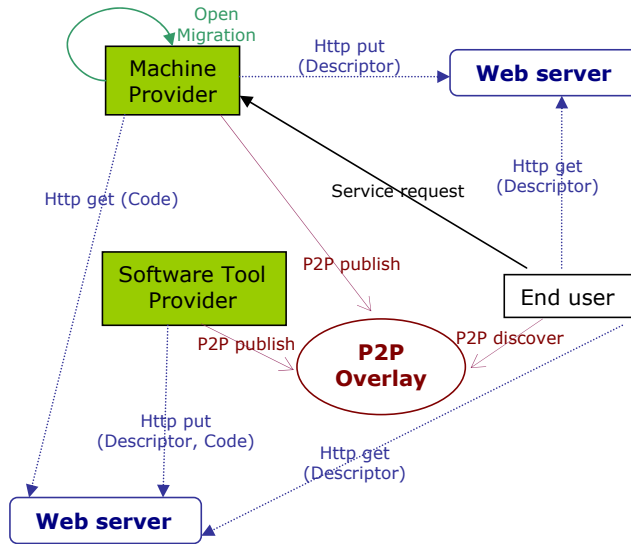 Open
Migration
Machine
Provider
Http put
(Descriptor)
Web server
Http get
(Descriptor)
Http get (Code)
Service request
Software Tool
Provider
P2P publish
End user
P2P publish
P2P
Overlay
P2P discover
Http put
(Descriptor, Code)
Http get
(Descriptor)
Web server